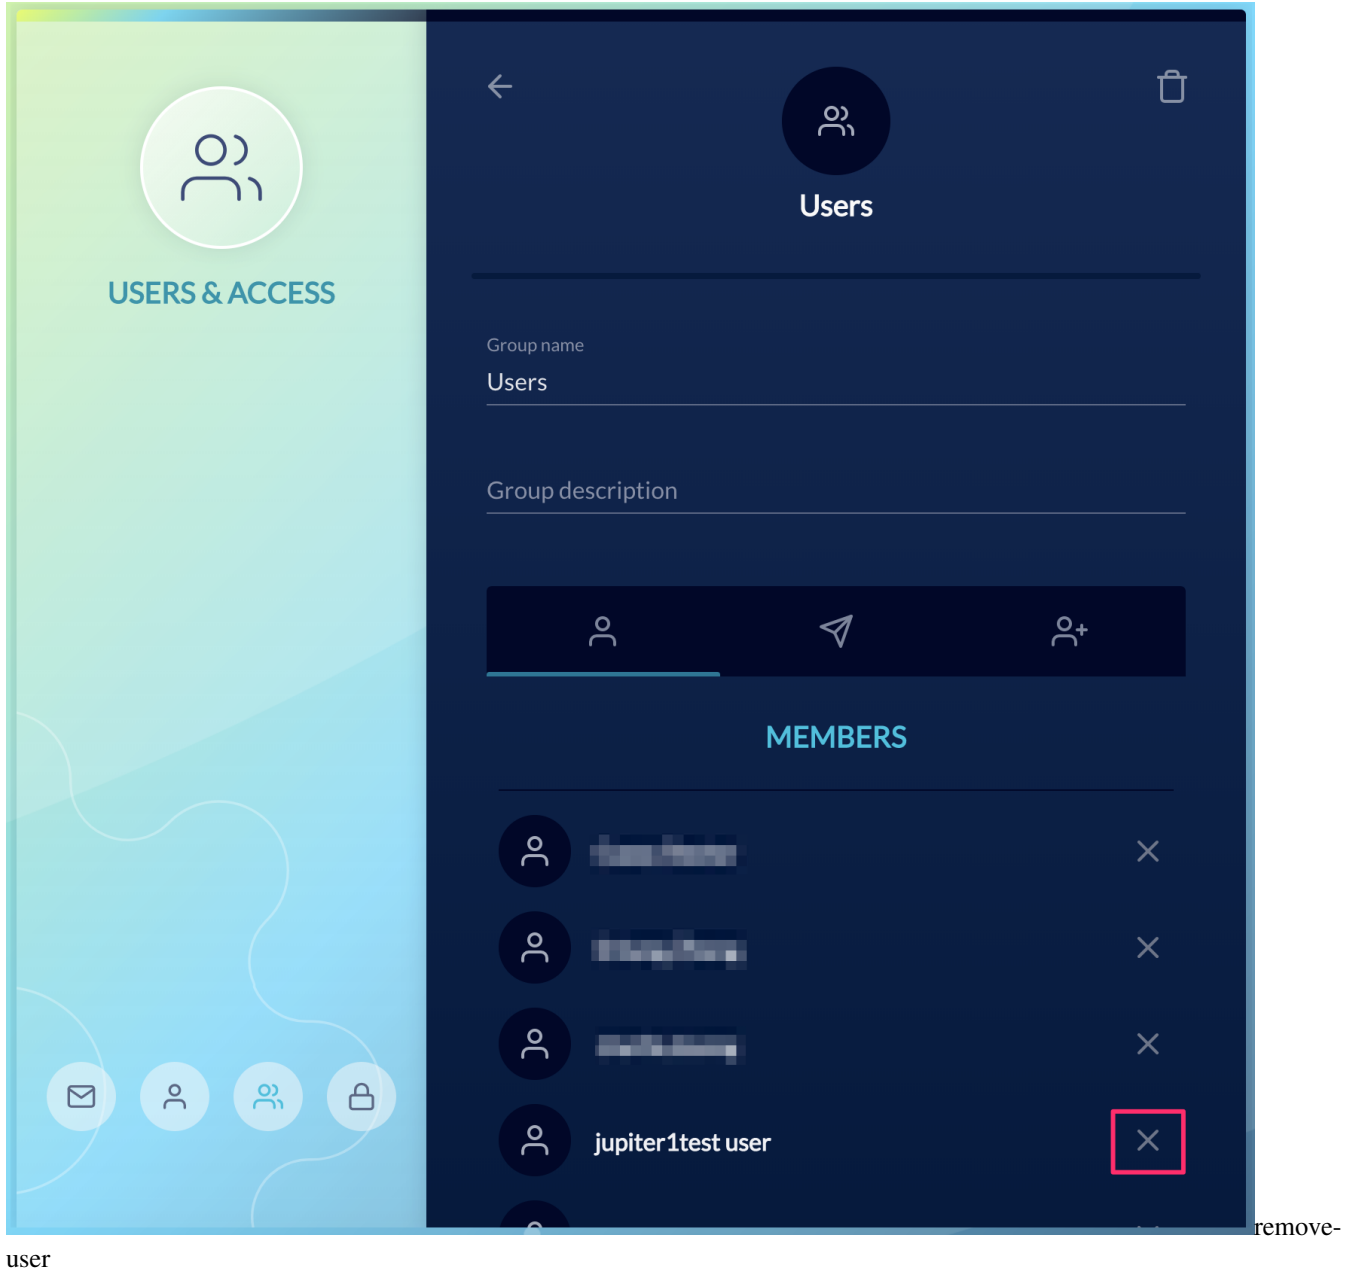 USERS & ACCESS
Users
Group name
Users
Group description
MEMBERS
jupiter1test user
remove-
user